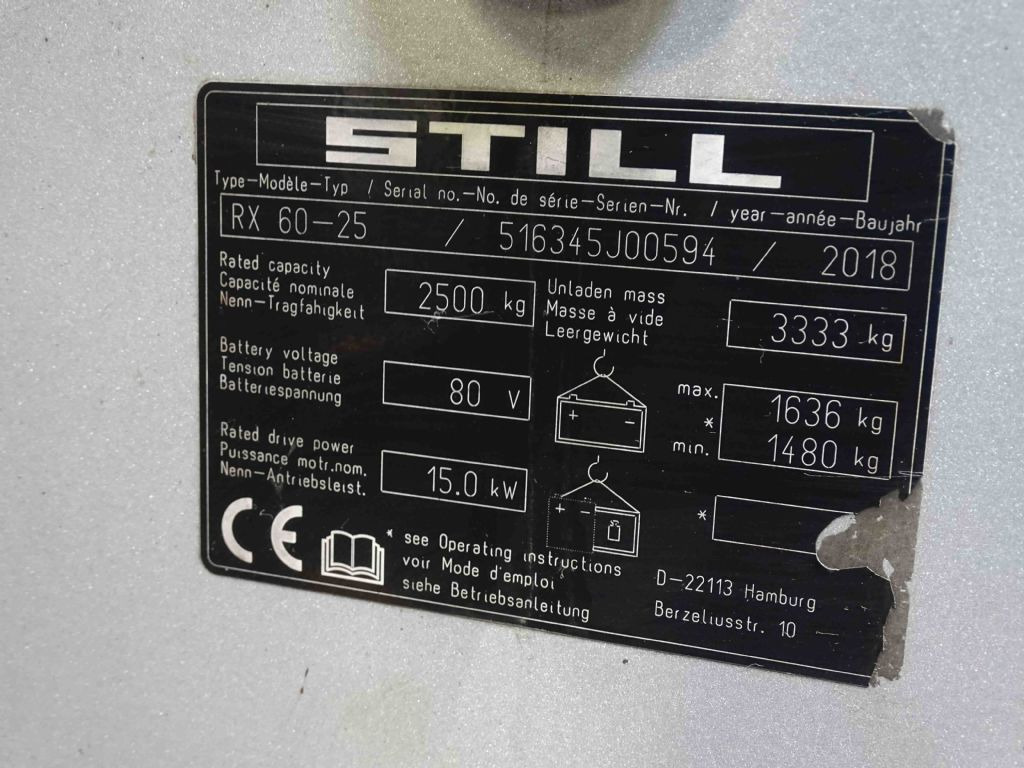 STILL
Type-Modèle-Typ / Serial no.-No. de série-Serien-Nr. / year-année-Baujahr
RX 60-25 / 516345J00594 / 2018
Rated capacity
Capacité nominale
Nenn-Tragfähigkeit
2500 kg
Unladen mass
Masse à vide
Leergewicht
3333 kg
Battery voltage
Tension batterie
Batteriespannung
80 V
+ -
max. 1636 kg
*
min. 1480 kg
Rated drive power
Puissance motr.nom.
Nenn-Antriebsleist.
15.0 kW
+ -
*
CE
* see Operating instructions
voir Mode d'emploi
siehe Betriebsanleitung
D-22113 Hamburg
Berzeliusstr. 10